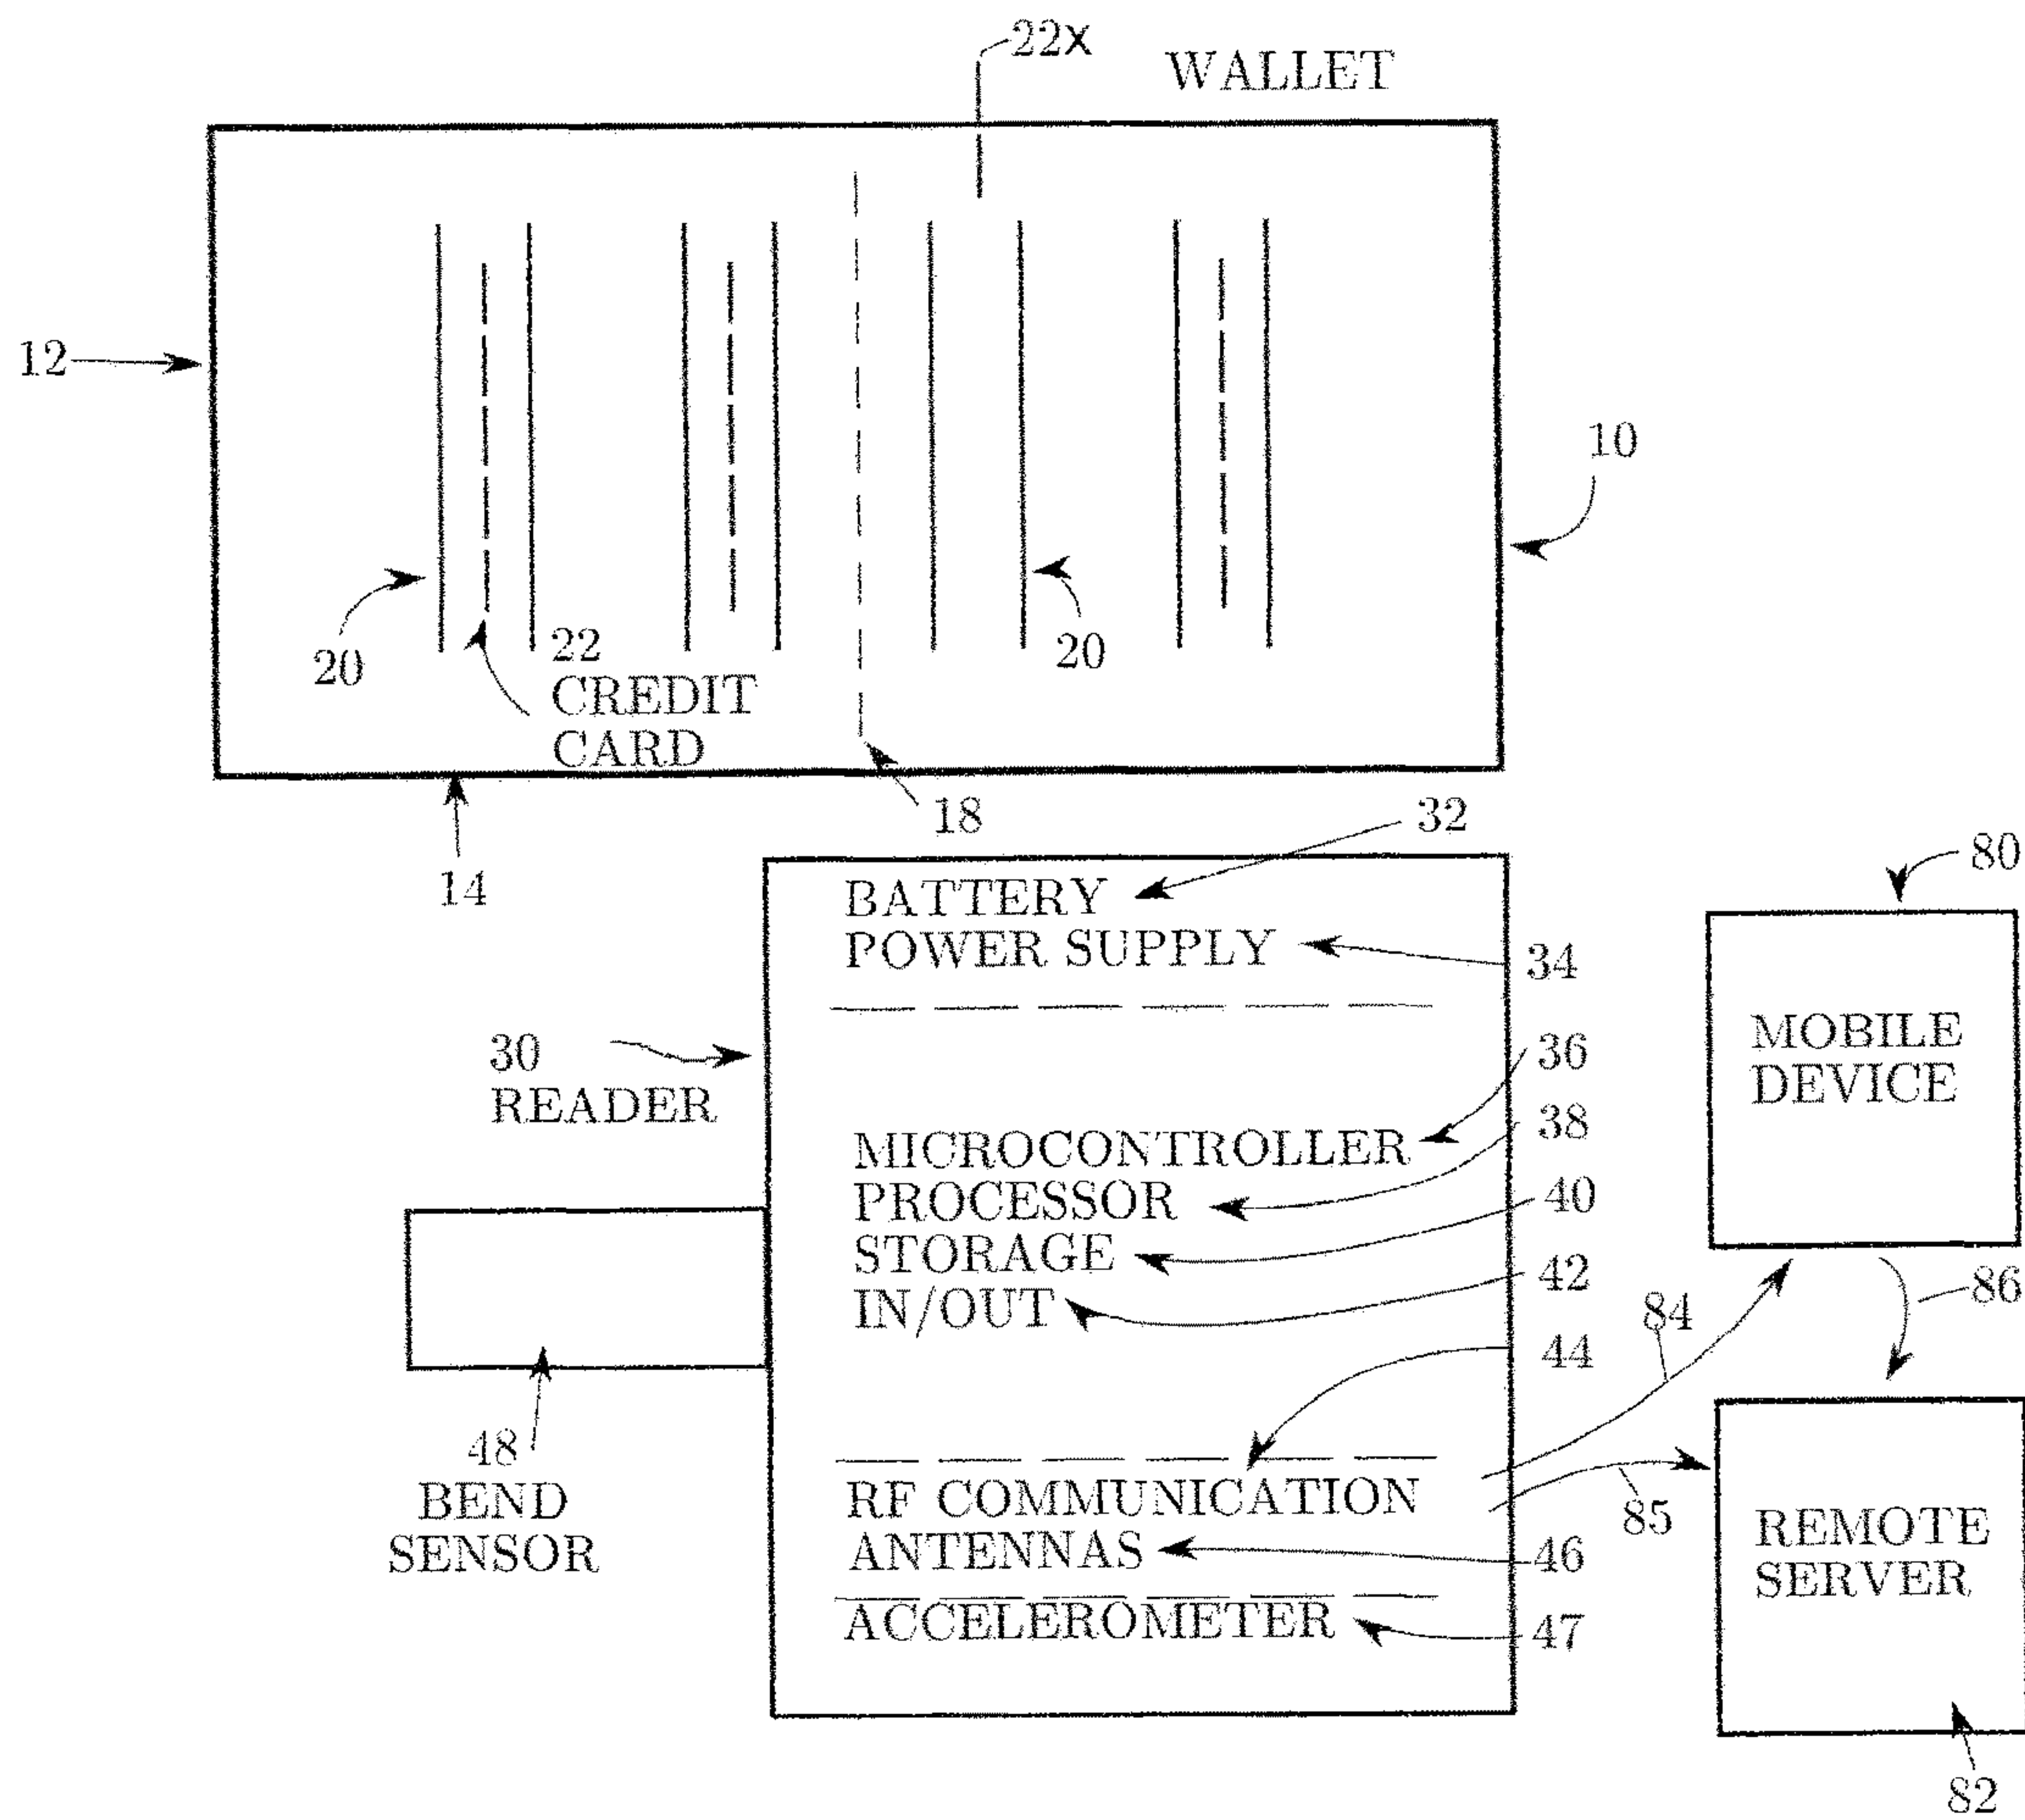 22x
WALLET
12
10
20
22
CREDIT
CARD
20
14
18
32
BATTERY
POWER SUPPLY
34
80
30
READER
MOBILE
DEVICE
36
38
MICROCONTROLLER
PROCESSOR
40
STORAGE
IN/OUT
42
44
84
86
48
BEND
SENSOR
RF COMMUNICATION
ANTENNAS
46
85
REMOTE
SERVER
ACCELEROMETER
47
82